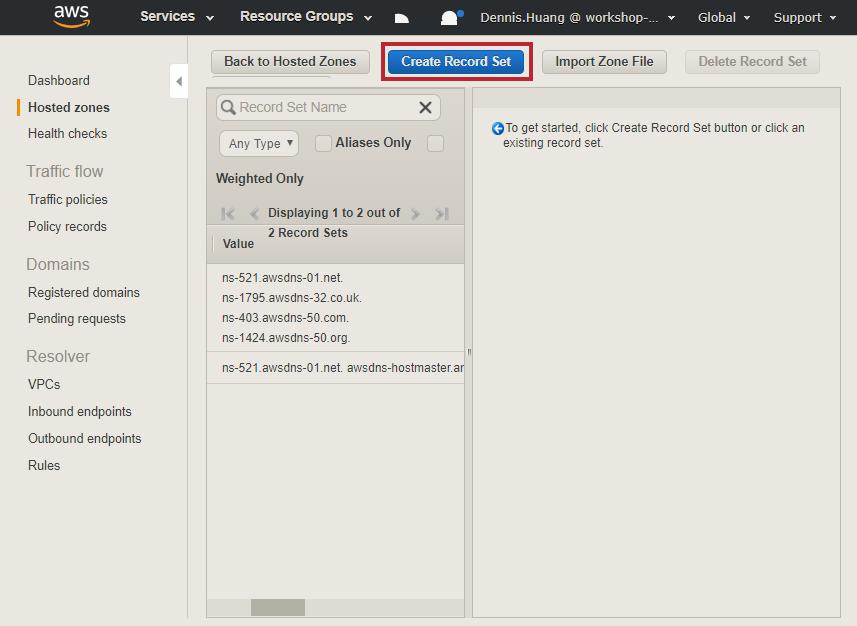 aws
Services
Resource Groups
Dennis.Huang @ workshop-...
Global
Support
Dashboard
Hosted zones
Health checks
Traffic flow
Traffic policies
Policy records
Domains
Registered domains
Pending requests
Resolver
VPCs
Inbound endpoints
Outbound endpoints
Rules
Back to Hosted Zones
Create Record Set
Import Zone File
Delete Record Set
Record Set Name
Any Type
Aliases Only
Weighted Only
Displaying 1 to 2 out of
2 Record Sets
Value
ns-521.awsdns-01.net.
ns-1795.awsdns-32.co.uk.
ns-403.awsdns-50.com.
ns-1424.awsdns-50.org.
ns-521.awsdns-01.net. awsdns-hostmaster.ar
To get started, click Create Record Set button or click an
existing record set.